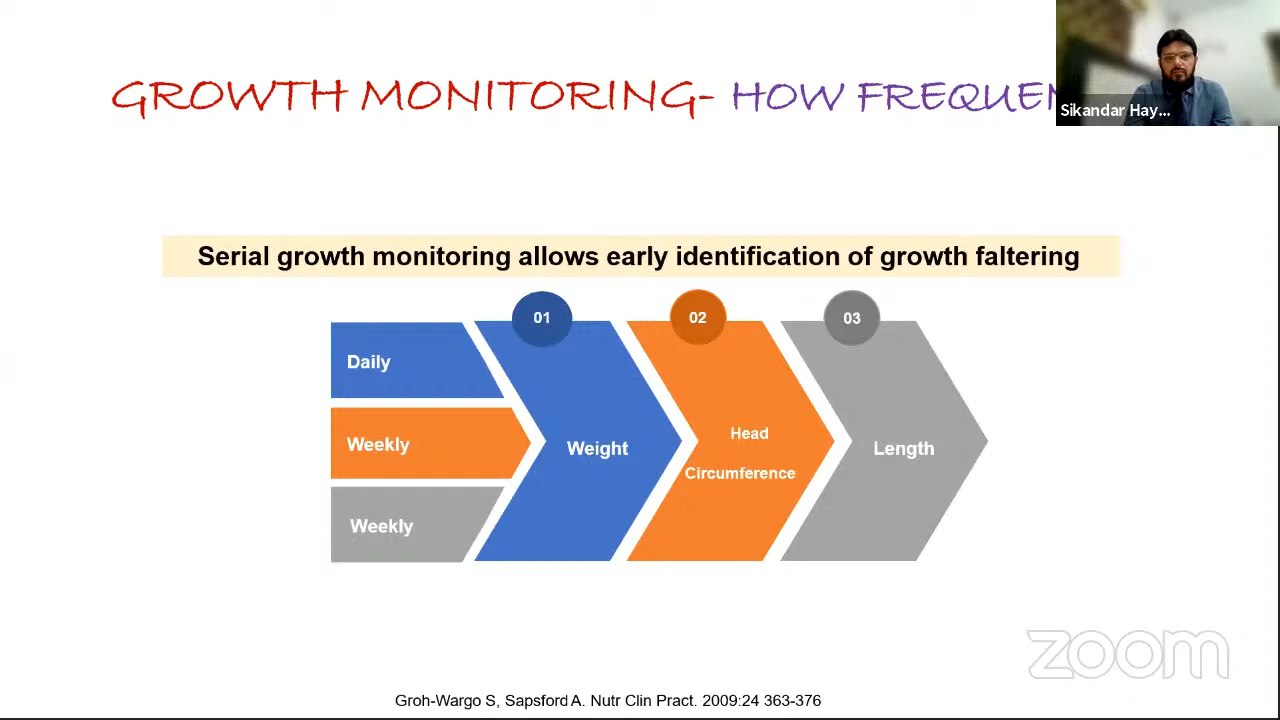 GROWTH MONITORING- HOW FREQUEN
Sikandar Hay...
Serial growth monitoring allows early identification of growth faltering
01
02
03
Daily
Weekly
Weekly
Weight
Head
Circumference
Length
zoom
Groh-Wargo S, Sapsford A. Nutr Clin Pract. 2009:24 363-376